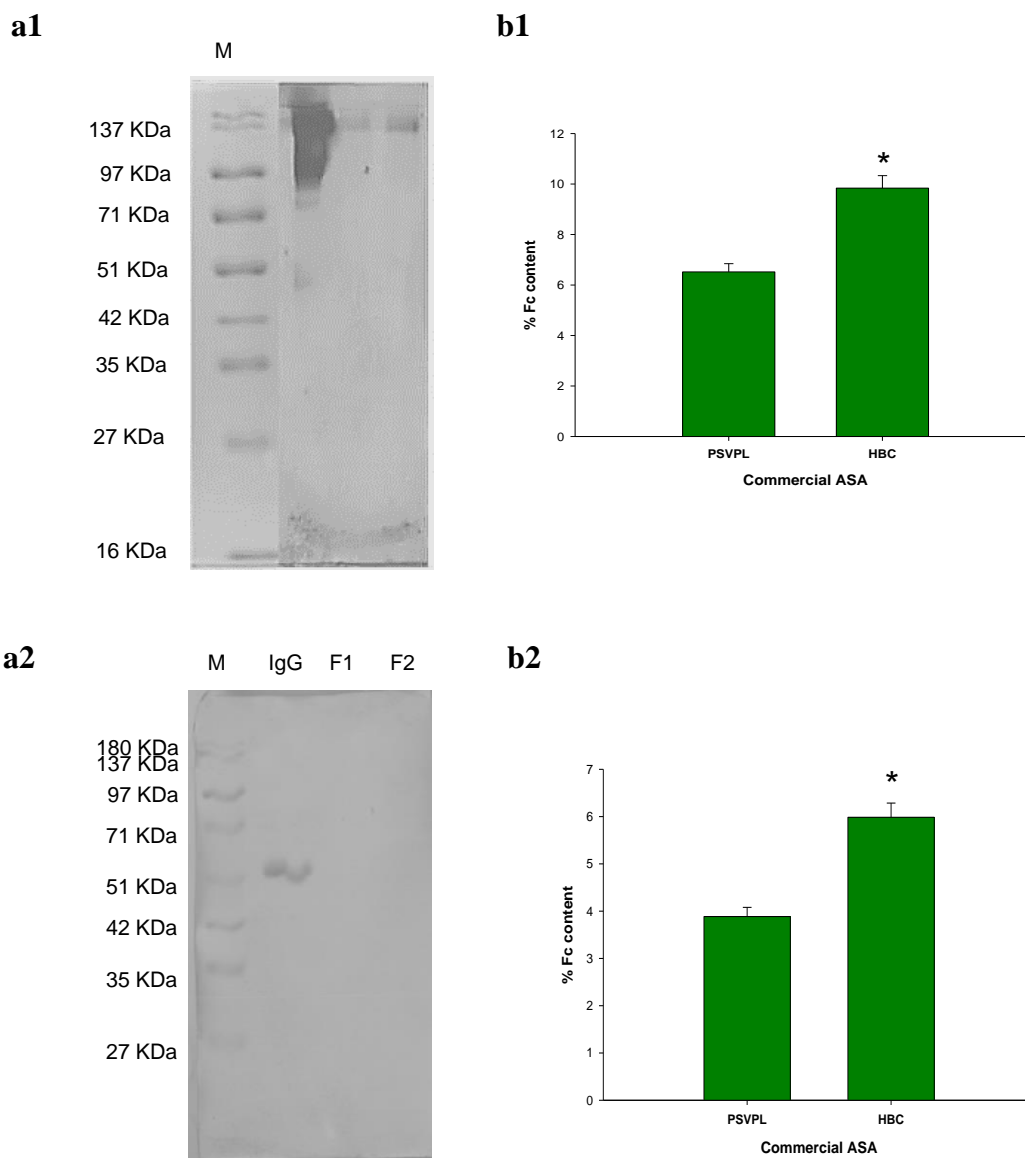 a1
M
137 KDa
97 KDa
71 KDa
51 KDa
42 KDa
35 KDa
27 KDa
16 KDa
b1
12
10
8
6
4
2
0
% Fc content
*
PSVPL HBC
Commercial ASA
a2
M IgG F1 F2
180 KDa
137 KDa
97 KDa
71 KDa
51 KDa
42 KDa
35 KDa
27 KDa
b2
7
6
5
4
3
2
1
0
% Fc content
*
PSVPL HBC
Commercial ASA